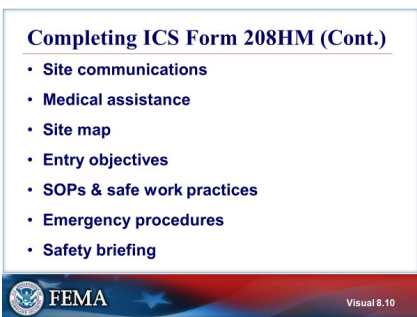 Completing ICS Form 208HM (Cont.)
• Site communications
• Medical assistance
• Site map
• Entry objectives
• SOPs & safe work practices
• Emergency procedures
• Safety briefing
FEMA
Visual 8.10